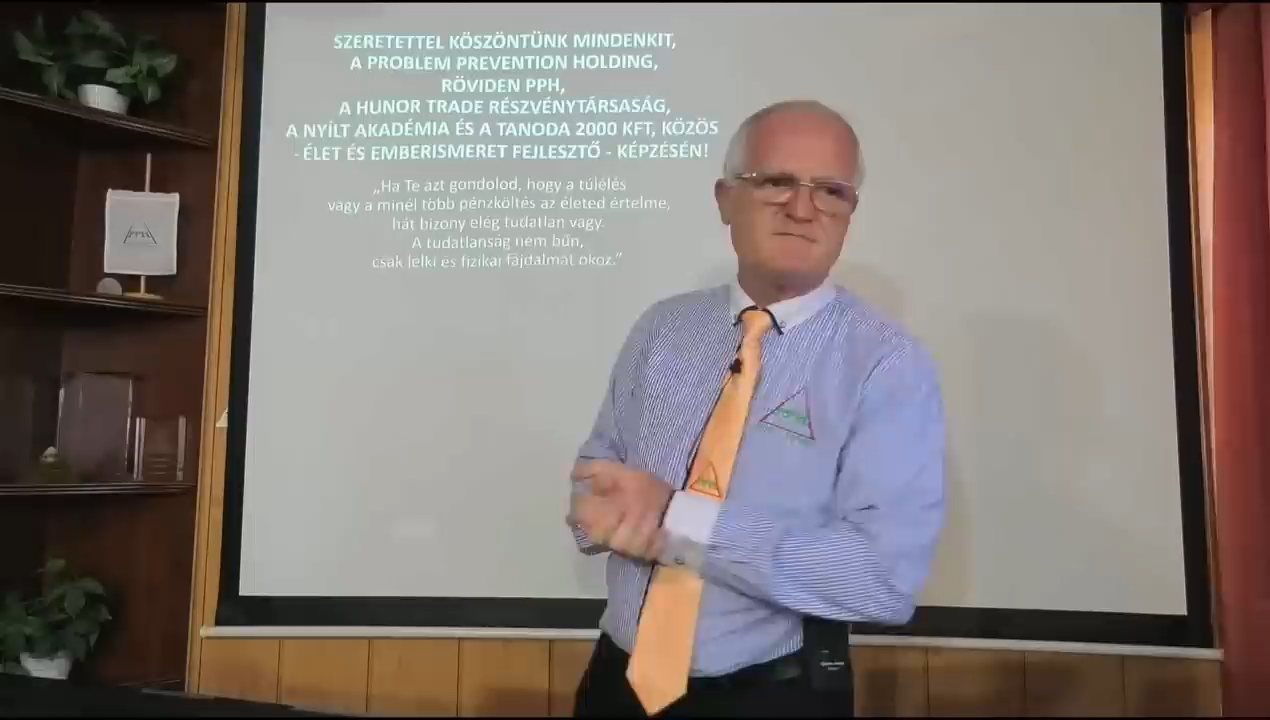 SZERETETTEL KÖSZÖNTÜNK MINDENKIT,
A PROBLEM PREVENTION HOLDING,
RÖVIDEN PPH,
A HUNOR TRADE RÉSZVÉNYTÁRSASÁG,
A NYÍLT AKADÉMIA ÉS A TANODA 2000 KFT, KÖZÖS
- ÉLET ÉS EMBERISMERET FEJLESZTŐ - KÉPZÉSÉN!
„Ha Te azt gondolod, hogy a túlélés
vagy a minél több pénzköltés az életed értelme,
hát bizony elég tudatlan vagy.
A tudatlanság nem bűn,
csak lelki és fizikai fájdalmat okoz."